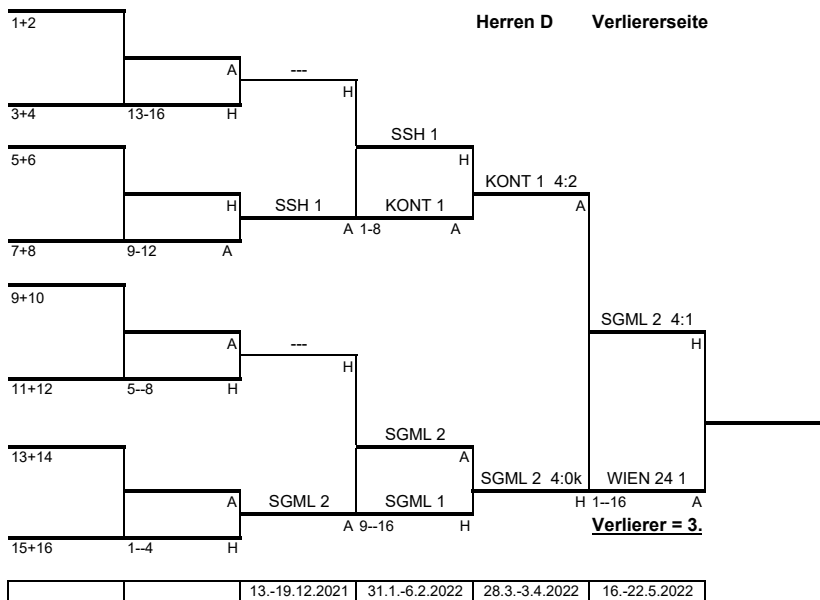 Herren D Verliererseite
1+2
A ---
H
3+4 13-16 H
SSH 1
5+6
H
KONT 1 4:2
H SSH 1 KONT 1 A
A 1-8 A
7+8 9-12 A
9+10
SGML 2 4:1
A ---
H
H
11+12 5--8 H
SGML 2
13+14
A
SGML 2 4:0k WIEN 24 1
A SGML 2 SGML 1 H 1--16 A
A 9--16 H Verlierer = 3.
15+16 1--4 H
13.-19.12.2021 31.1.-6.2.2022 28.3.-3.4.2022 16.-22.5.2022